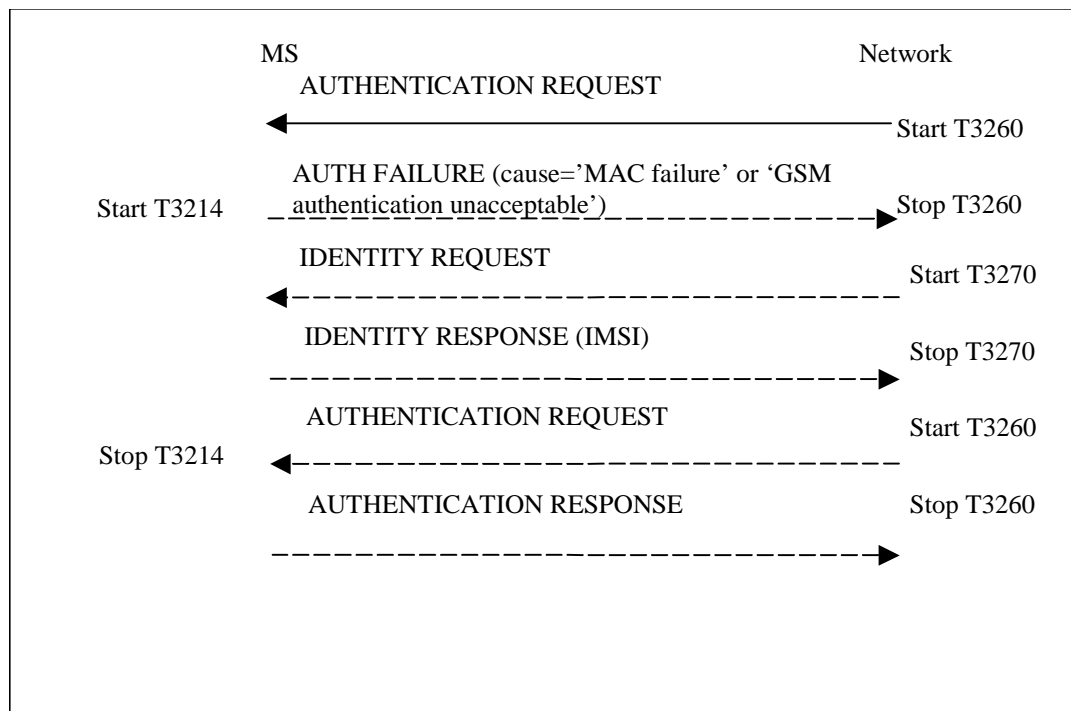 MS Network
AUTHENTICATION REQUEST
Start T3260
AUTH FAILURE (cause=’MAC failure’ or ‘GSM
authentication unacceptable’)
Start T3214
Stop T3260
IDENTITY REQUEST
Start T3270
IDENTITY RESPONSE (IMSI)
Stop T3270
AUTHENTICATION REQUEST
Start T3260
Stop T3214
AUTHENTICATION RESPONSE
Stop T3260